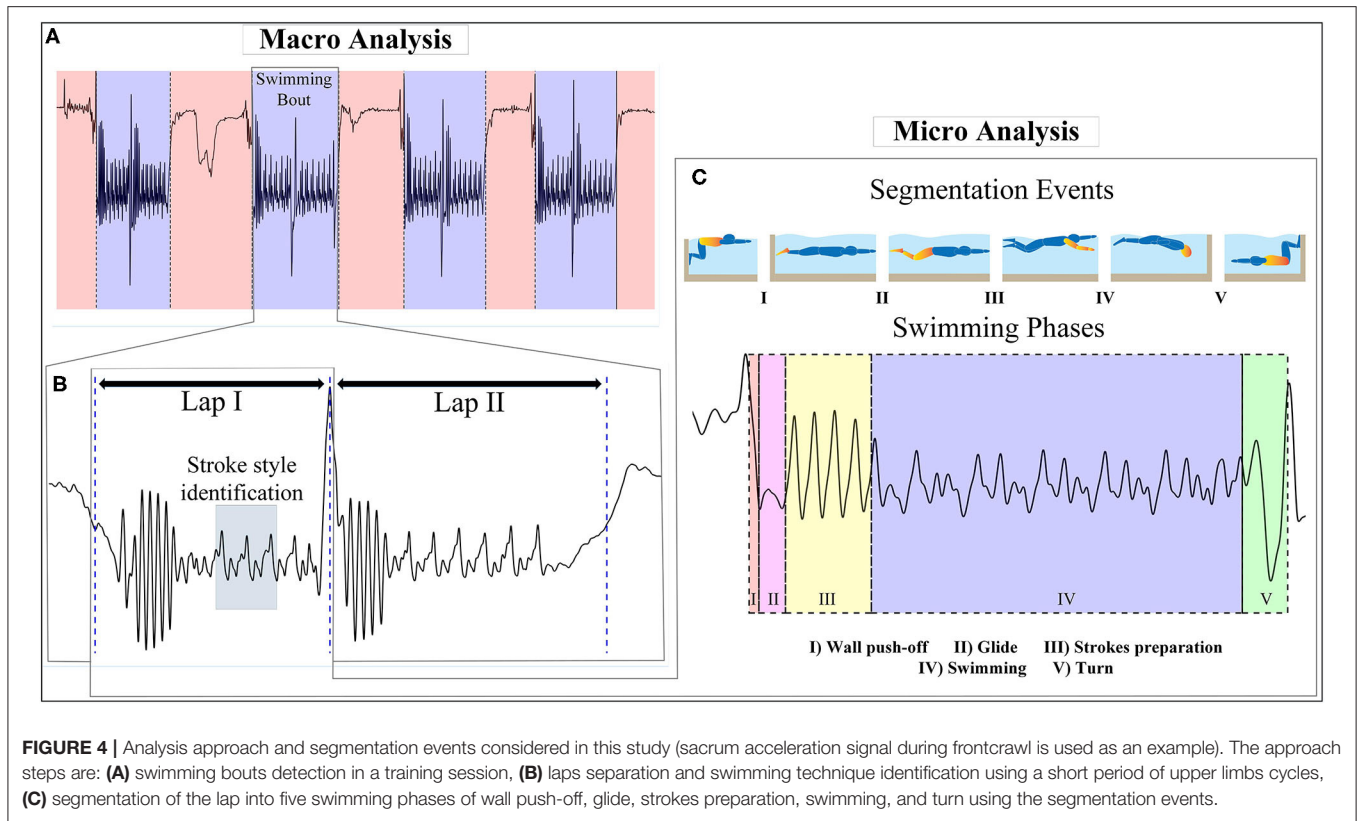 A
Macro Analysis
Swimming
Bout
B
Lap I
Lap II
Stroke style
identification
Micro Analysis
C
Segmentation Events
I II III IV V
Swimming Phases
I II III IV V
I) Wall push-off II) Glide III) Strokes preparation
IV) Swimming V) Turn
FIGURE 4 | Analysis approach and segmentation events considered in this study (sacrum acceleration signal during frontcrawl is used as an example). The approach
steps are: (A) swimming bouts detection in a training session, (B) laps separation and swimming technique identification using a short period of upper limbs cycles,
(C) segmentation of the lap into five swimming phases of wall push-off, glide, strokes preparation, swimming, and turn using the segmentation events.